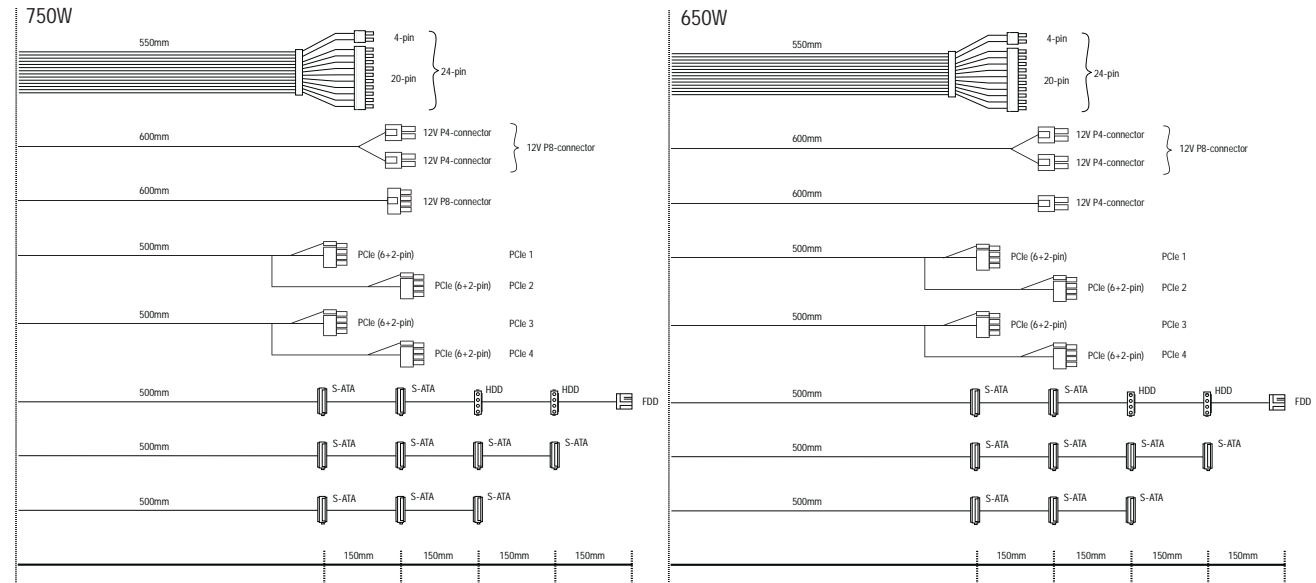 750W
550mm
4-pin
20-pin
24-pin
600mm
12V P4-connector
12V P4-connector
12V P8-connector
600mm
12V P8-connector
500mm
PCIe (6+2-pin) PCIe 1
PCIe (6+2-pin) PCIe 2
500mm
PCIe (6+2-pin) PCIe 3
PCIe (6+2-pin) PCIe 4
500mm S-ATA S-ATA HDD HDD FDD
500mm S-ATA S-ATA S-ATA S-ATA
500mm S-ATA S-ATA S-ATA
150mm 150mm 150mm 150mm
650W
550mm
4-pin
20-pin
24-pin
600mm
12V P4-connector
12V P4-connector
12V P8-connector
600mm
12V P4-connector
500mm
PCIe (6+2-pin) PCIe 1
PCIe (6+2-pin) PCIe 2
500mm
PCIe (6+2-pin) PCIe 3
PCIe (6+2-pin) PCIe 4
500mm S-ATA S-ATA HDD HDD FDD
500mm S-ATA S-ATA S-ATA S-ATA
500mm S-ATA S-ATA S-ATA
150mm 150mm 150mm 150mm